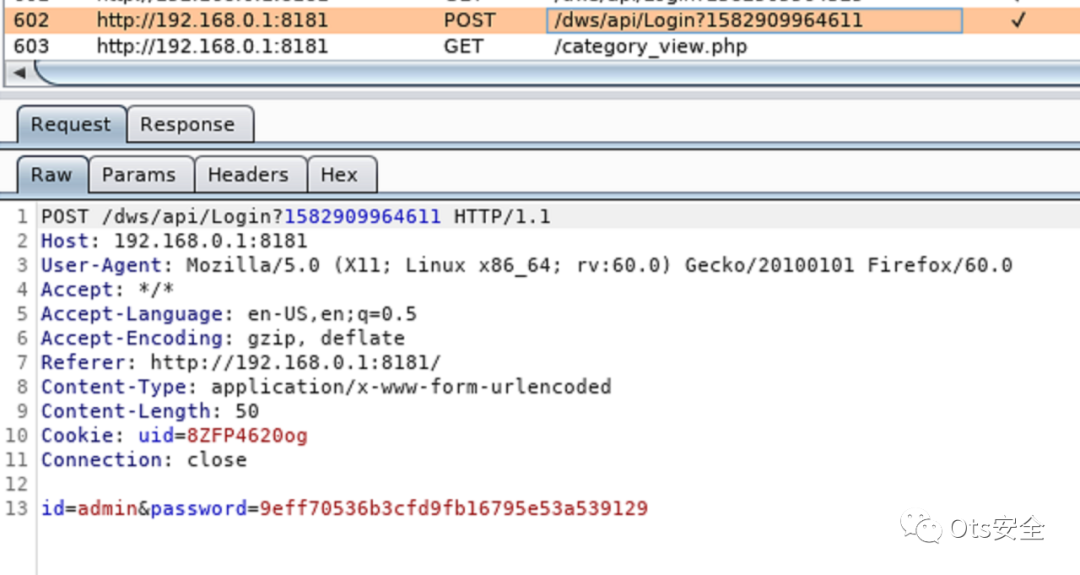 602 http://192.168.0.1:8181 POST /dws/api/Login?1582909964611 ✓
603 http://192.168.0.1:8181 GET /category_view.php
Request Response
Raw Params Headers Hex
1 POST /dws/api/Login?1582909964611 HTTP/1.1
2 Host: 192.168.0.1:8181
3 User-Agent: Mozilla/5.0 (X11; Linux x86_64; rv:60.0) Gecko/20100101 Firefox/60.0
4 Accept: */*
5 Accept-Language: en-US,en;q=0.5
6 Accept-Encoding: gzip, deflate
7 Referer: http://192.168.0.1:8181/
8 Content-Type: application/x-www-form-urlencoded
9 Content-Length: 50
10 Cookie: uid=8ZFP4620og
11 Connection: close
12
13 id=admin&password=9eff70536b3cfd9fb16795e53a539129
Ots安全